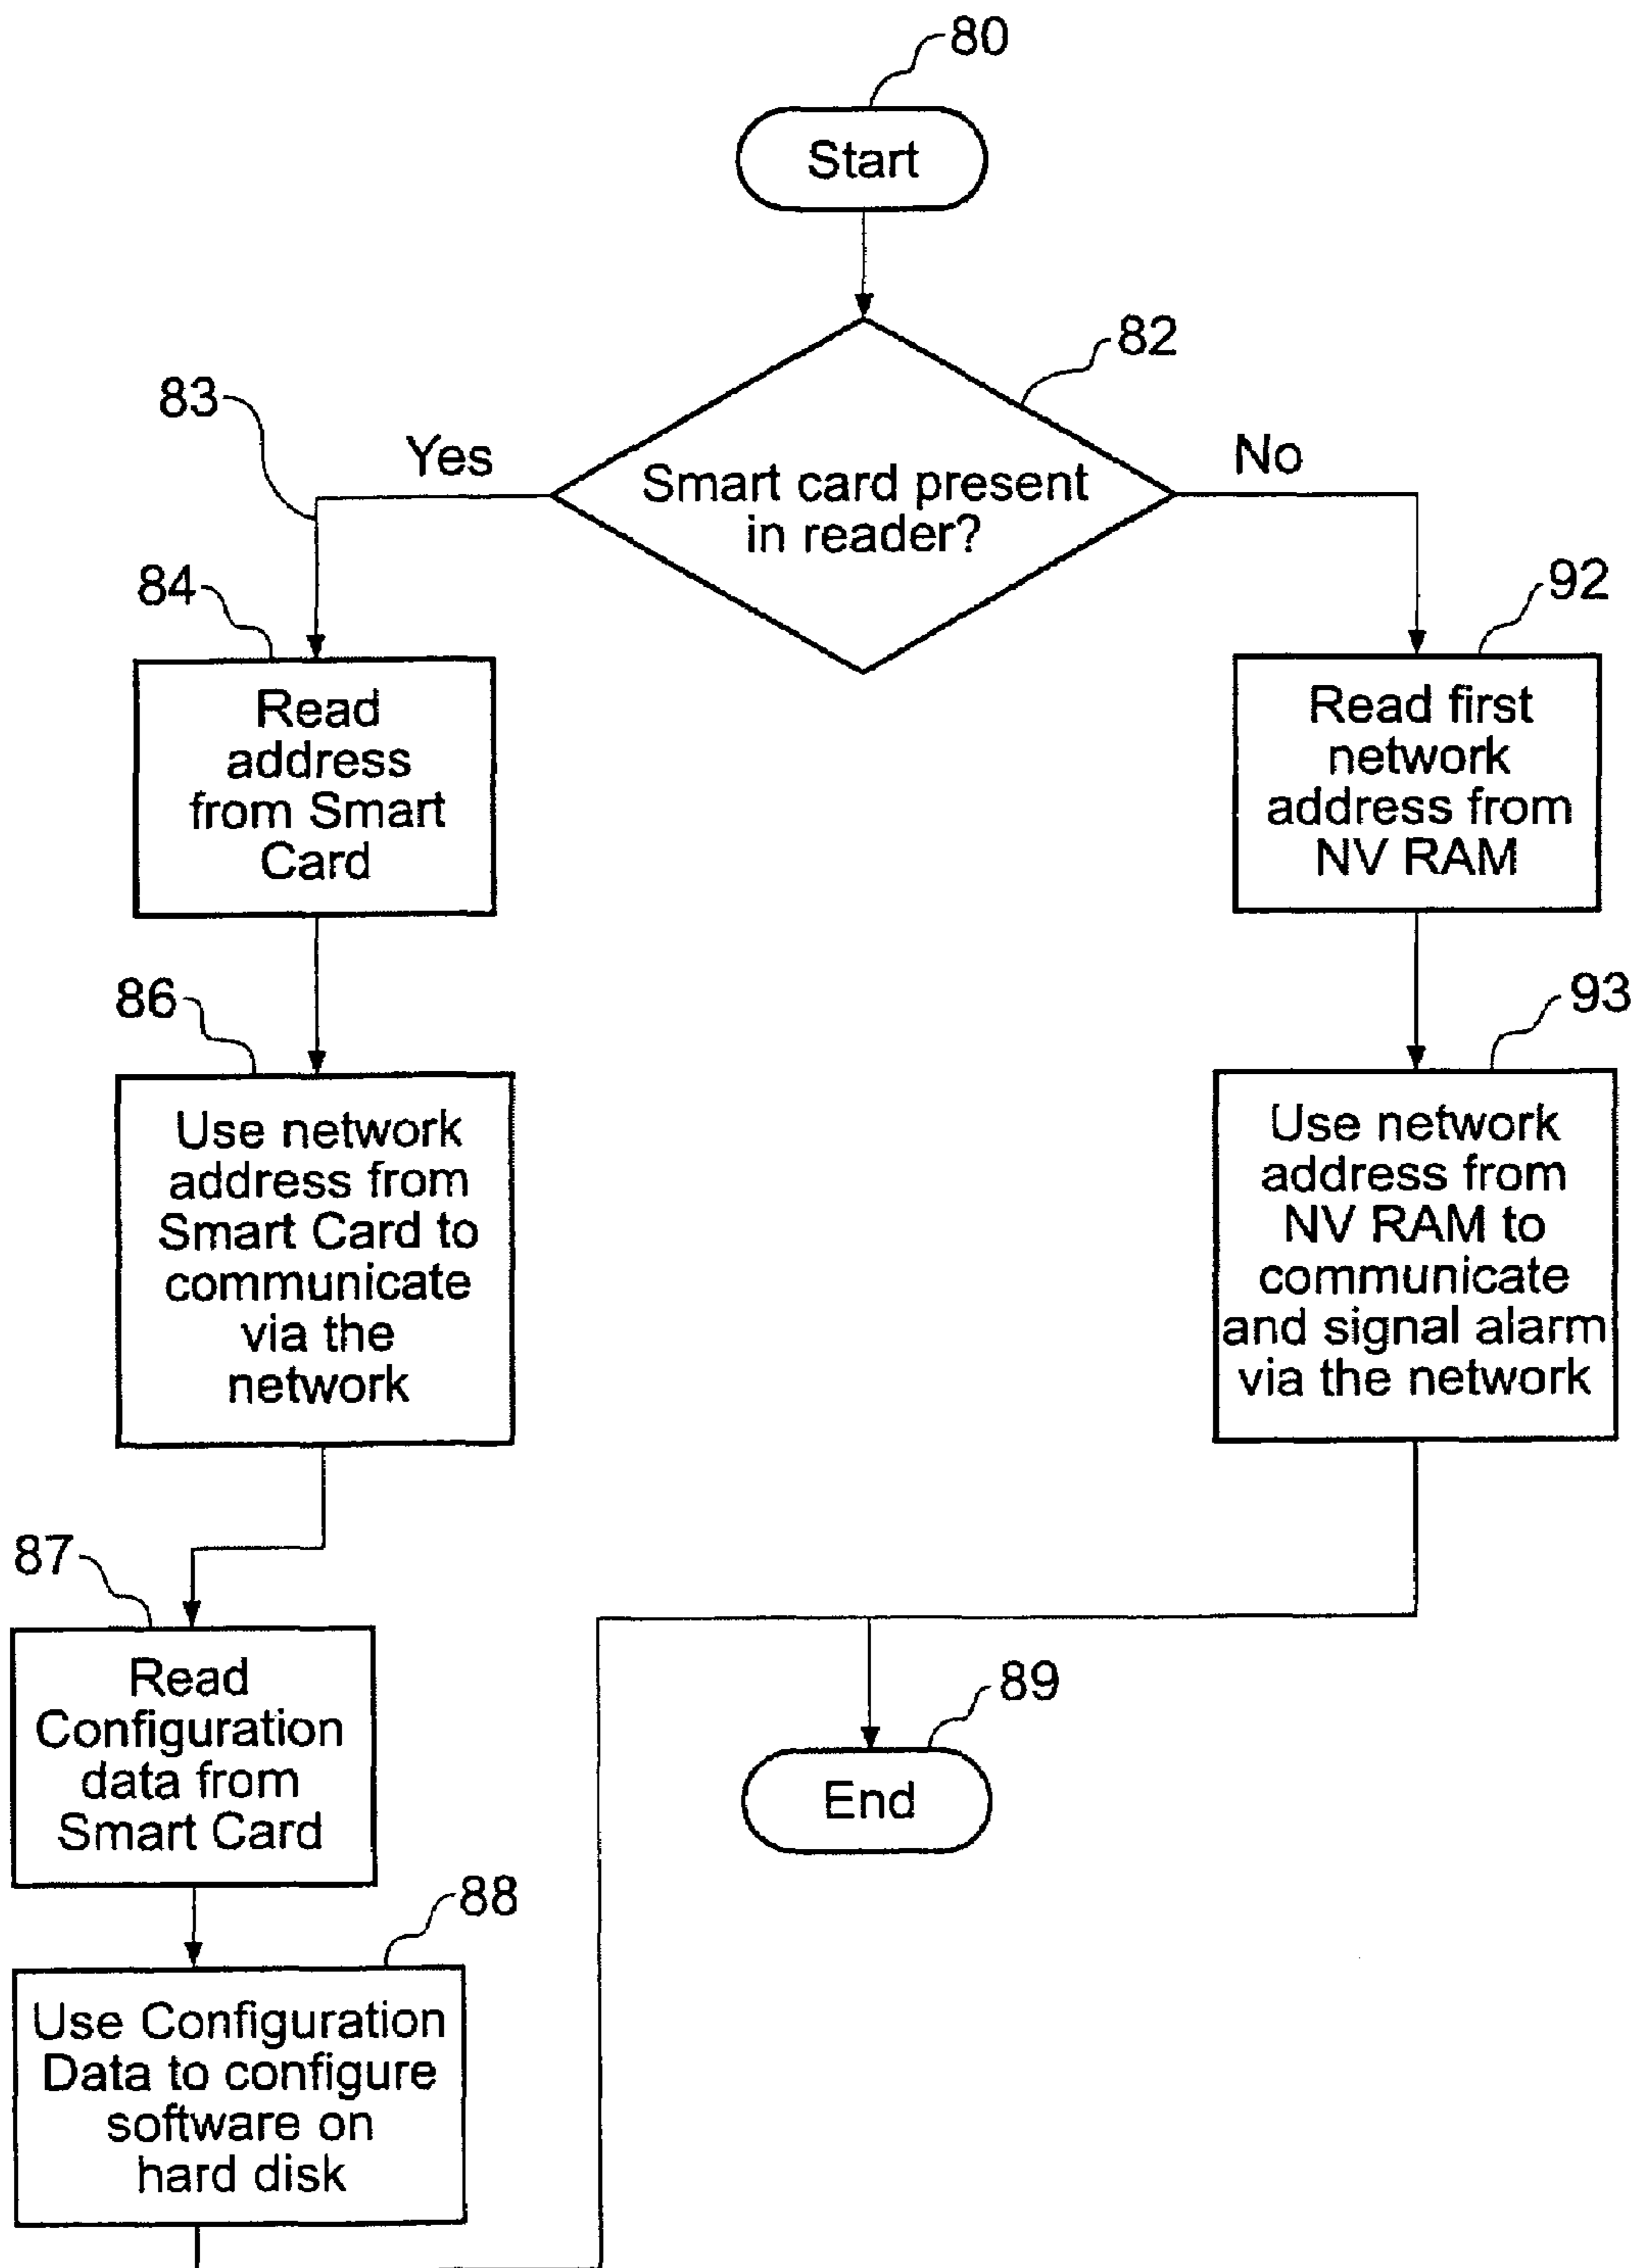 80
Start
82
83
Yes
No
Smart card present
in reader?
84
92
Read
address
from Smart
Card
Read first
network
address from
NV RAM
86
93
Use network
address from
Smart Card to
communicate
via the
network
Use network
address from
NV RAM to
communicate
and signal alarm
via the network
87
Read
Configuration
data from
Smart Card
89
End
88
Use Configuration
Data to configure
software on
hard disk